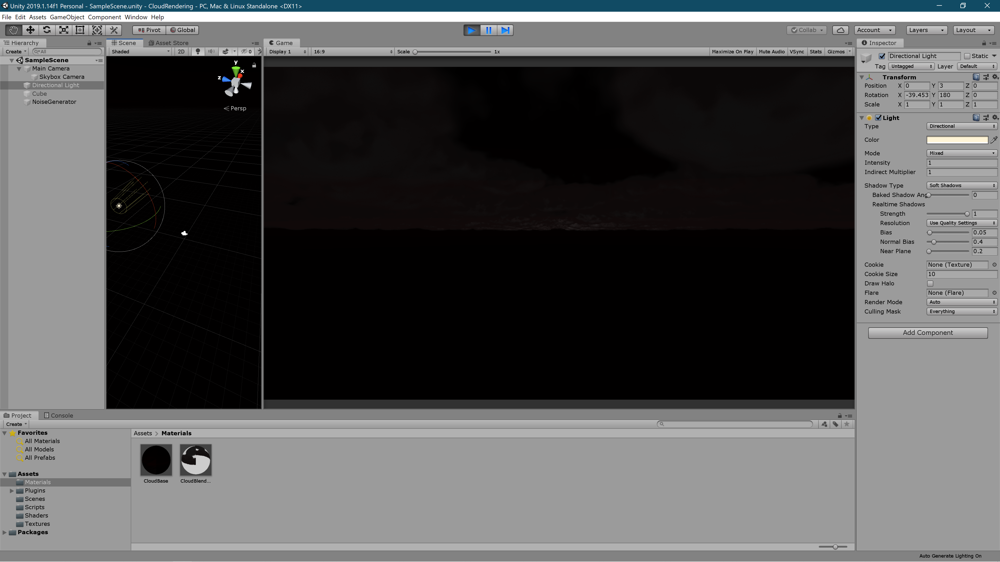 Unity 2019.1.14f1 Personal - SampleScene.unity - CloudRendering - PC, Mac & Linux Standalone <DX11>
File Edit Assets GameObject Component Window Help
Pivot Global Collab Account Layers Layout
Hierarchy
Create All
SampleScene
Main Camera
Skybox Camera
Directional Light
Cube
NoiseGenerator
Scene Asset Store
Shaded 2D 0
y
x
z
Persp
Game
Display 1 16:9 Scale 1x Maximize On Play Mute Audio VSync Stats Gizmos
Inspector
Directional Light Static
Tag Untagged Layer Default
Transform
Position X 0 Y 3 Z 0
Rotation X -39.453 Y 180 Z 0
Scale X 1 Y 1 Z 1
Light
Type Directional
Color
Mode Mixed
Intensity 1
Indirect Multiplier 1
Shadow Type Soft Shadows
Baked Shadow Ang 0
Realtime Shadows
Strength 1
Resolution Use Quality Settings
Bias 0.05
Normal Bias 0.4
Near Plane 0.2
Cookie None (Texture)
Cookie Size 10
Draw Halo
Flare None (Flare)
Render Mode Auto
Culling Mask Everything
Add Component
Project Console
Create
Favorites
All Materials
All Models
All Prefabs
Assets
Materials
Plugins
Scenes
Scripts
Shaders
Textures
Packages
Assets > Materials
CloudBase CloudBlend...
Auto Generate Lighting On